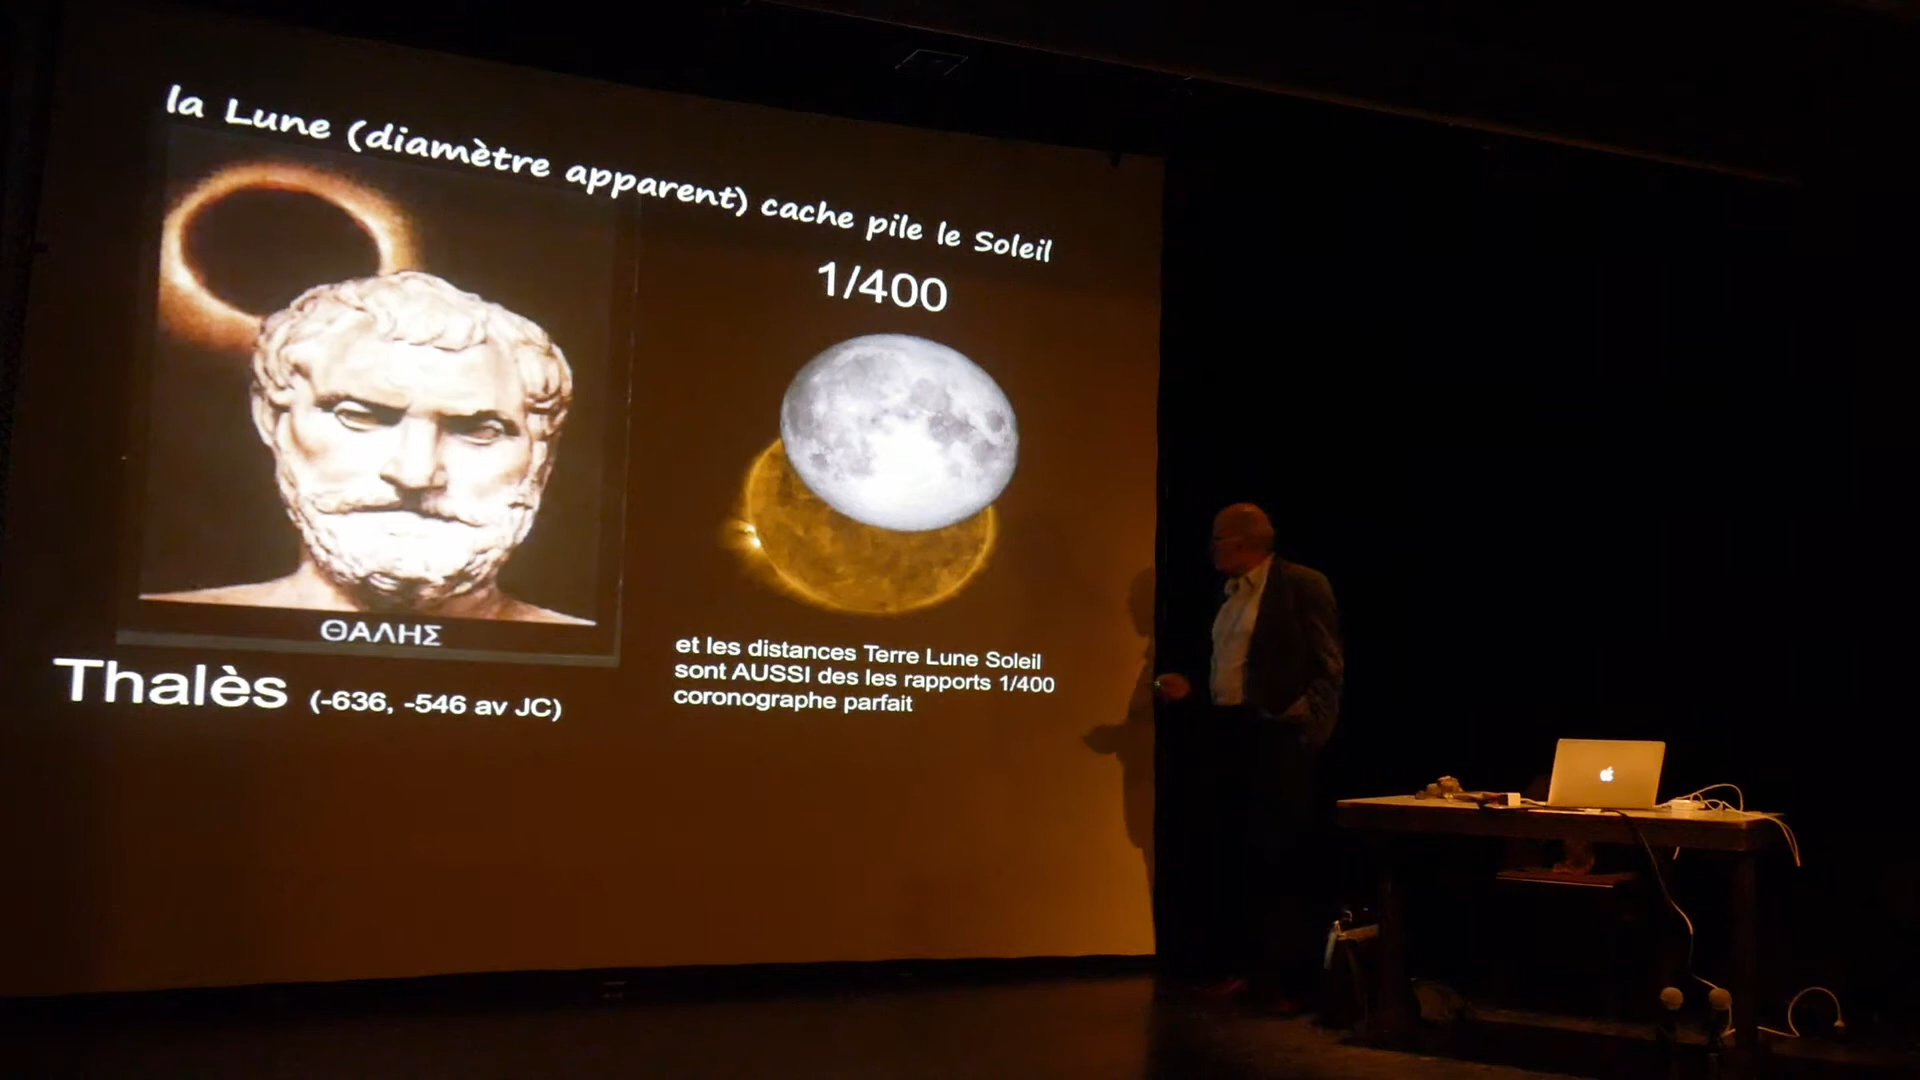 la Lune (diamètre apparent) cache pile le Soleil
1/400
ΘΑΛΗΣ
Thalès (-636, -546 av JC)
et les distances Terre Lune Soleil
sont AUSSI des les rapports 1/400
coronographe parfait